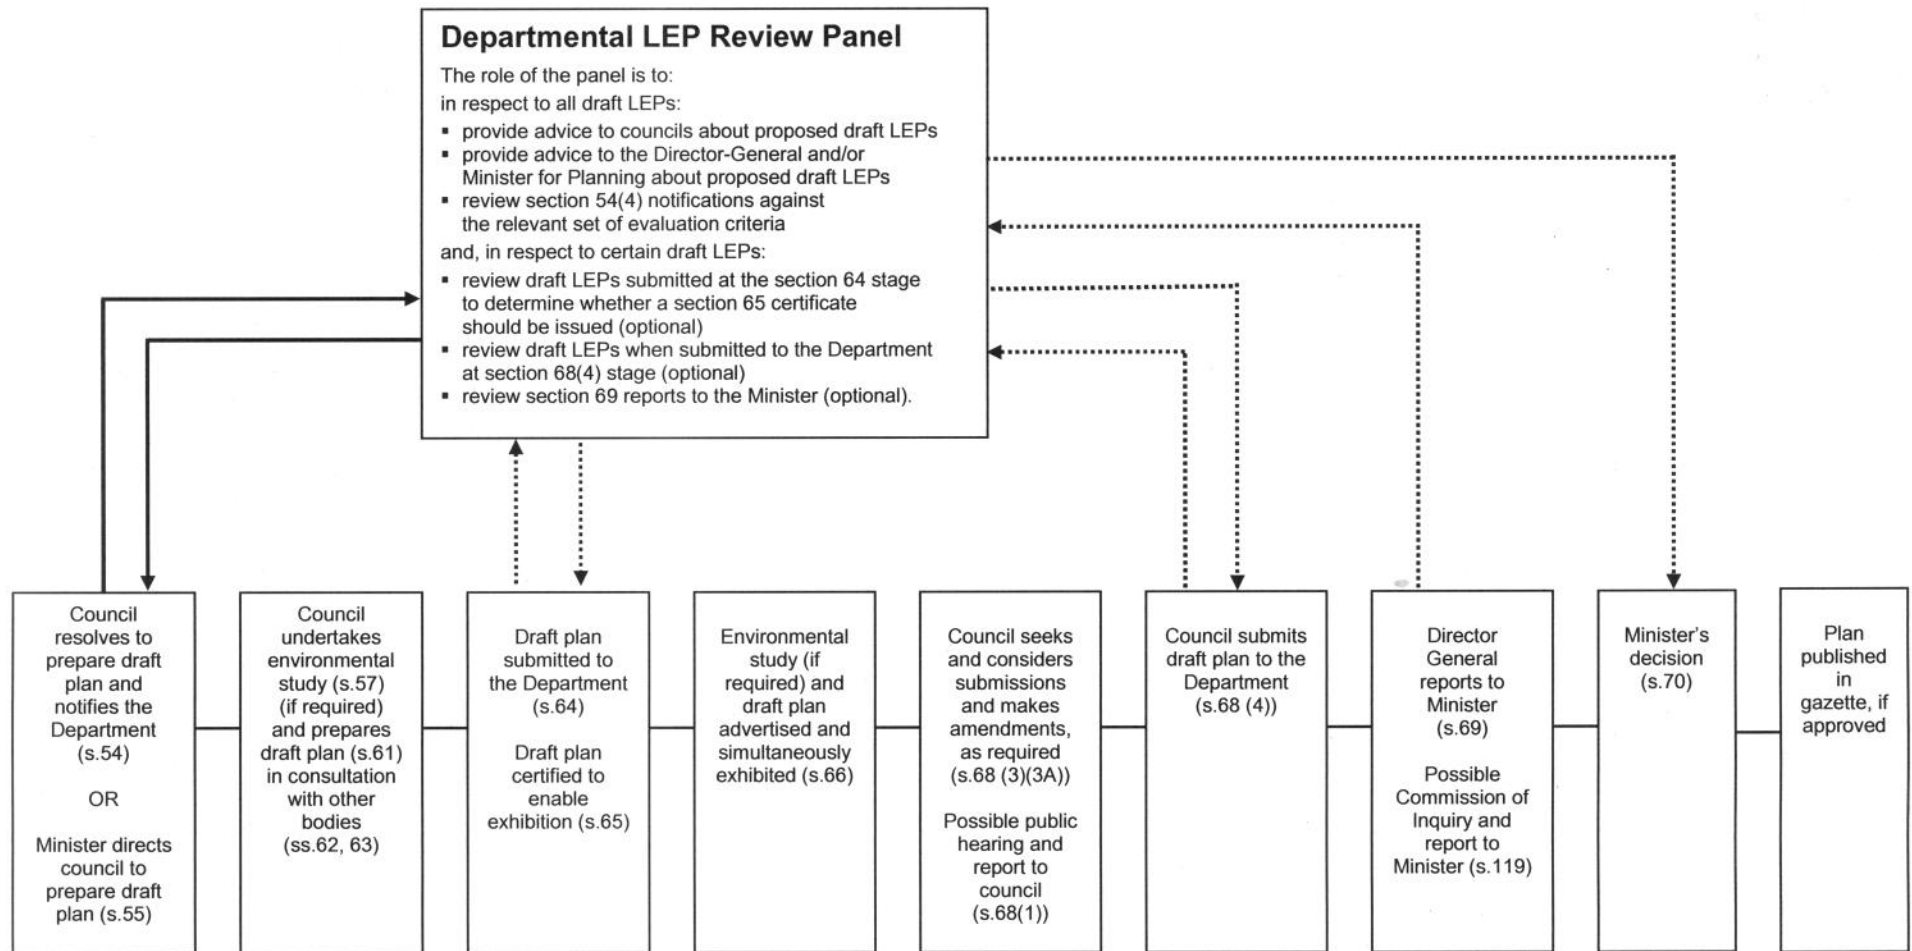 Departmental LEP Review Panel
The role of the panel is to:
in respect to all draft LEPs:
▪ provide advice to councils about proposed draft LEPs
▪ provide advice to the Director-General and/or
Minister for Planning about proposed draft LEPs
▪ review section 54(4) notifications against
the relevant set of evaluation criteria
and, in respect to certain draft LEPs:
▪ review draft LEPs submitted at the section 64 stage
to determine whether a section 65 certificate
should be issued (optional)
▪ review draft LEPs when submitted to the Department
at section 68(4) stage (optional)
▪ review section 69 reports to the Minister (optional).
Council
resolves to
prepare draft
plan and
notifies the
Department
(s.54)
OR
Minister directs
council to
prepare draft
plan (s.55)
Council
undertakes
environmental
study (s.57)
(if required)
and prepares
draft plan (s.61)
in consultation
with other
bodies
(ss.62, 63)
Draft plan
submitted to
the Department
(s.64)
Draft plan
certified to
enable
exhibition (s.65)
Environmental
study (if
required) and
draft plan
advertised and
simultaneously
exhibited (s.66)
Council seeks
and considers
submissions
and makes
amendments,
as required
(s.68 (3)(3A))
Possible public
hearing and
report to
council
(s.68(1))
Council submits
draft plan to the
Department
(s.68 (4))
Director
General
reports to
Minister
(s.69)
Possible
Commission of
Inquiry and
report to
Minister (s.119)
Minister's
decision
(s.70)
Plan
published
in
gazette, if
approved